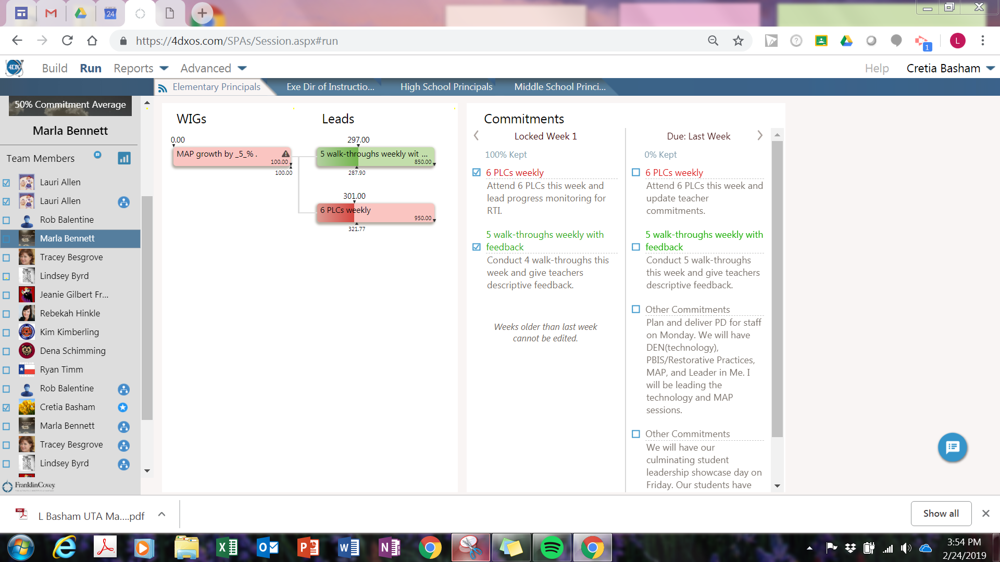 24
https://4dxos.com/SPAs/Session.aspx#run
L
1
4DX
Build
Run
Reports
Advanced
Help
Cretia Basham
Elementary Principals
Exe Dir of Instructio...
High School Principals
Middle School Princi...
50% Commitment Average
Marla Bennett
Team Members
Lauri Allen
Lauri Allen
Rob Balentine
Marla Bennett
Tracey Besgrove
Lindsey Byrd
Jeanie Gilbert Fr...
Rebekah Hinkle
Kim Kimberling
Dena Schimming
Ryan Timm
Rob Balentine
Cretia Basham
Marla Bennett
Tracey Besgrove
Lindsey Byrd
FranklinCovey
WIGs
Leads
0.00
MAP growth by _5_% .
100.00
100.00
297.00
5 walk-throughs weekly wit ...
850.00
287.90
301.00
6 PLCs weekly
950.00
321.77
Commitments
Locked Week 1
100% Kept
6 PLCs weekly
Attend 6 PLCs this week and
lead progress monitoring for
RTI.
5 walk-throughs weekly with
feedback
Conduct 4 walk-throughs this
week and give teachers
descriptive feedback.
Weeks older than last week
cannot be edited.
Due: Last Week
0% Kept
6 PLCs weekly
Attend 6 PLCs this week and
update teacher
commitments.
5 walk-throughs weekly with
feedback
Conduct 5 walk-throughs
this week and give teachers
descriptive feedback.
Other Commitments
Plan and deliver PD for staff
on Monday. We will have
DEN(technology),
PBIS/Restorative Practices,
MAP, and Leader in Me. I
will be leading the
technology and MAP
sessions.
Other Commitments
We will have our
culminating student
leadership showcase day on
Friday. Our students have
L Basham UTA Ma....pdf
Show all
3:54 PM
2/24/2019